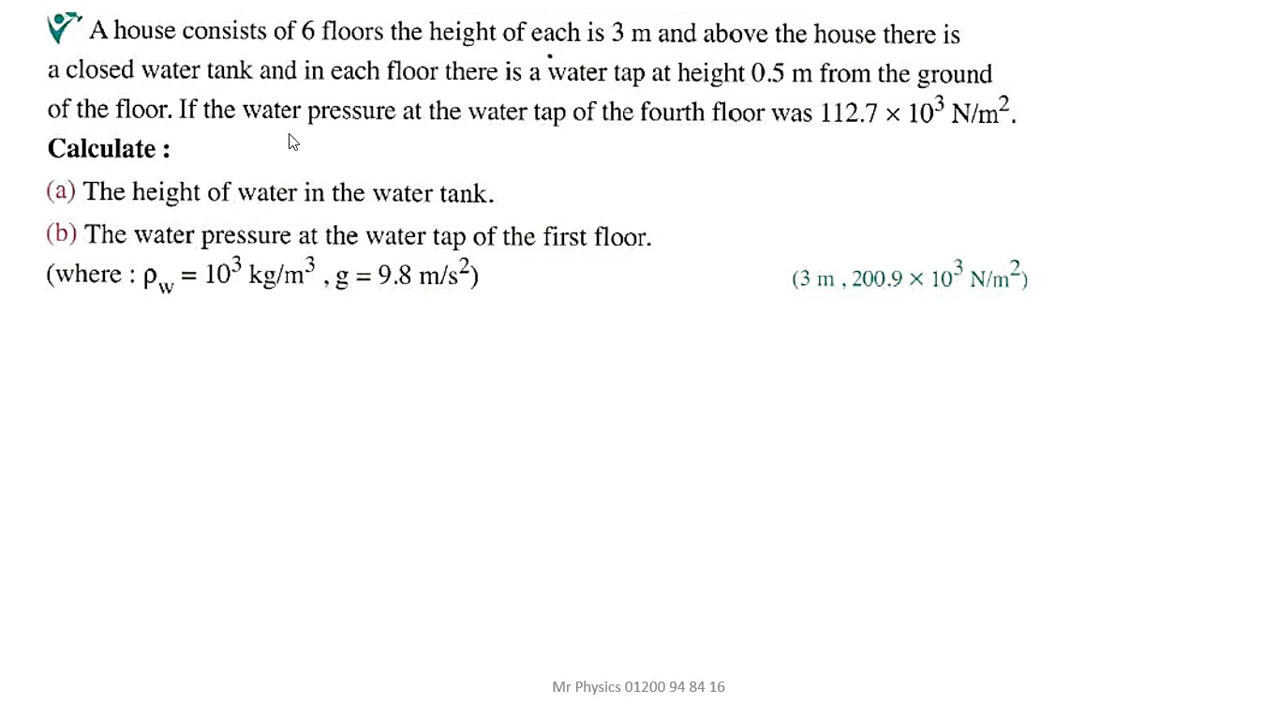 A house consists of 6 floors the height of each is 3 m and above the house there is
a closed water tank and in each floor there is a water tap at height 0.5 m from the ground
of the floor. If the water pressure at the water tap of the fourth floor was 112.7 × 10³ N/m².
Calculate :
(a) The height of water in the water tank.
(b) The water pressure at the water tap of the first floor.
(where : ρw = 10³ kg/m³ , g = 9.8 m/s²)
(3 m , 200.9 × 10³ N/m²)
Mr Physics 01200 94 84 16